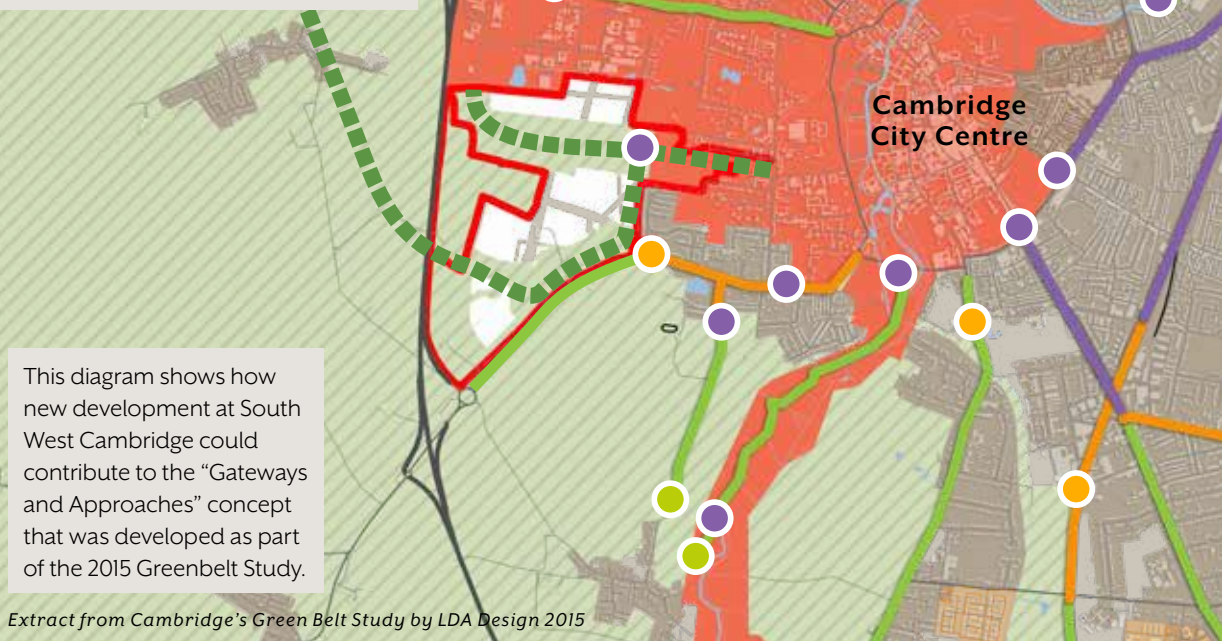 Cambridge
City Centre
This diagram shows how
new development at South
West Cambridge could
contribute to the “Gateways
and Approaches” concept
that was developed as part
of the 2015 Greenbelt Study.
Extract from Cambridge's Green Belt Study by LDA Design 2015